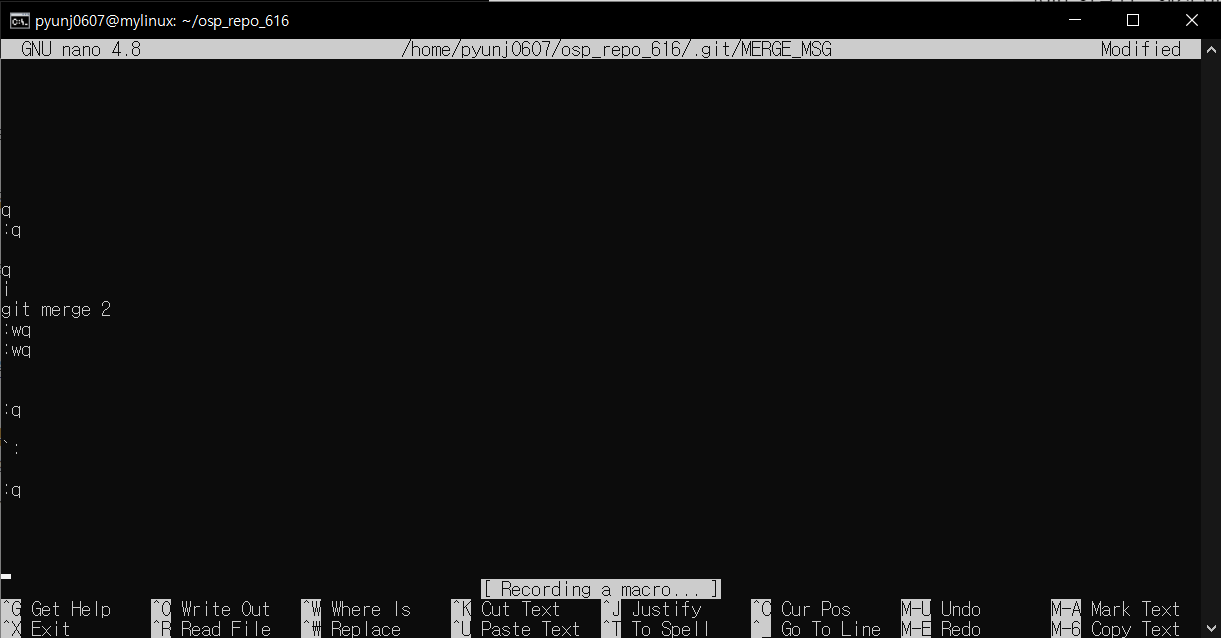 pyunj0607@mylinux: ~/osp_repo_616
GNU nano 4.8 /home/pyunj0607/osp_repo_616/.git/MERGE_MSG Modified
q
:q
q
i
git merge 2
:wq
:wq
:q
`:
:q
[ Recording a macro... ]
^G Get Help ^O Write Out ^W Where Is ^K Cut Text ^J Justify ^C Cur Pos M-U Undo M-A Mark Text
^X Exit ^R Read File ^₩ Replace ^U Paste Text ^T To Spell ^_ Go To Line M-E Redo M-6 Copy Text